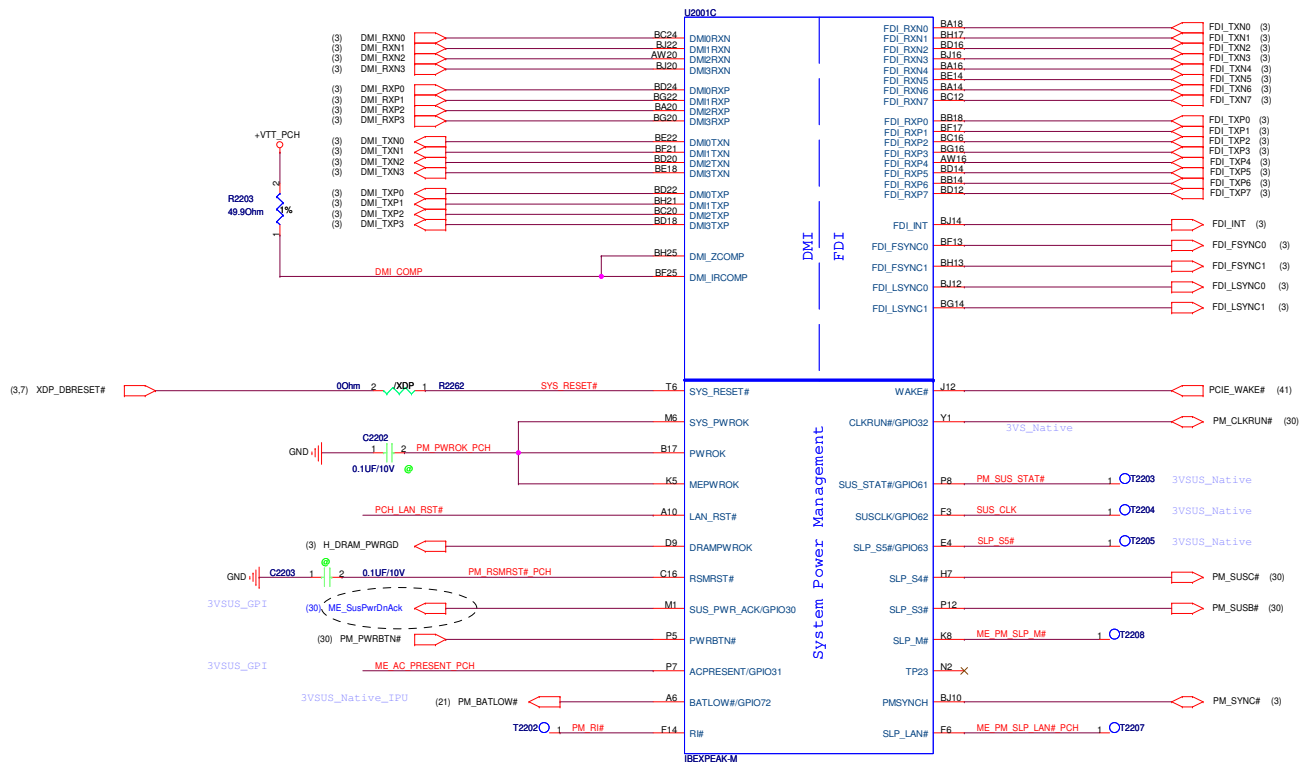 U2001C
(3) DMI_RXN0 BC24 DMI0RXN
(3) DMI_RXN1 BJ22 DMI1RXN
(3) DMI_RXN2 AW20 DMI2RXN
(3) DMI_RXN3 BJ20 DMI3RXN
(3) DMI_RXP0 BD24 DMI0RXP
(3) DMI_RXP1 BG22 DMI1RXP
(3) DMI_RXP2 BA20 DMI2RXP
(3) DMI_RXP3 BG20 DMI3RXP
(3) DMI_TXN0 BE22 DMI0TXN
(3) DMI_TXN1 BF21 DMI1TXN
(3) DMI_TXN2 BD20 DMI2TXN
(3) DMI_TXN3 BE18 DMI3TXN
(3) DMI_TXP0 BD22 DMI0TXP
(3) DMI_TXP1 BH21 DMI1TXP
(3) DMI_TXP2 BC20 DMI2TXP
(3) DMI_TXP3 BD18 DMI3TXP
+VTT_PCH
2
R2203
49.9Ohm 1%
1
BH25 DMI_ZCOMP
DMI_COMP BF25 DMI_IRCOMP
DMI
FDI
FDI_RXN0 BA18 FDI_TXN0 (3)
FDI_RXN1 BH17 FDI_TXN1 (3)
FDI_RXN2 BD16 FDI_TXN2 (3)
FDI_RXN3 BJ16 FDI_TXN3 (3)
FDI_RXN4 BA16 FDI_TXN4 (3)
FDI_RXN5 BE14 FDI_TXN5 (3)
FDI_RXN6 BA14 FDI_TXN6 (3)
FDI_RXN7 BC12 FDI_TXN7 (3)
FDI_RXP0 BB18 FDI_TXP0 (3)
FDI_RXP1 BF17 FDI_TXP1 (3)
FDI_RXP2 BC16 FDI_TXP2 (3)
FDI_RXP3 BG16 FDI_TXP3 (3)
FDI_RXP4 AW16 FDI_TXP4 (3)
FDI_RXP5 BD14 FDI_TXP5 (3)
FDI_RXP6 BB14 FDI_TXP6 (3)
FDI_RXP7 BD12 FDI_TXP7 (3)
FDI_INT BJ14 FDI_INT (3)
FDI_FSYNC0 BF13 FDI_FSYNC0 (3)
FDI_FSYNC1 BH13 FDI_FSYNC1 (3)
FDI_LSYNC0 BJ12 FDI_LSYNC0 (3)
FDI_LSYNC1 BG14 FDI_LSYNC1 (3)
(3,7) XDP_DBRESET# 0Ohm 2 /XDP 1 R2262 SYS_RESET# T6 SYS_RESET#
M6 SYS_PWROK
C2202
GND 1 2 PM_PWROK_PCH B17 PWROK
0.1UF/10V @
K5 MEPWROK
PCH_LAN_RST# A10 LAN_RST#
(3) H_DRAM_PWRGD D9 DRAMPWROK
@
GND C2203 1 2 0.1UF/10V PM_RSMRST#_PCH C16 RSMRST#
3VSUS_GPI (30) ME_SusPwrDnAck M1 SUS_PWR_ACK/GPIO30
(30) PM_PWRBTN# P5 PWRBTN#
3VSUS_GPI ME_AC_PRESENT_PCH P7 ACPRESENT/GPIO31
3VSUS_Native_IPU (21) PM_BATLOW# A6 BATLOW#/GPIO72
T2202 1 PM_RI# F14 RI#
System Power Management
WAKE# J12 PCIE_WAKE# (41)
CLKRUN#/GPIO32 Y1 3VS_Native PM_CLKRUN# (30)
SUS_STAT#/GPIO61 P8 PM_SUS_STAT# 1 T2203 3VSUS_Native
SUSCLK/GPIO62 F3 SUS_CLK 1 T2204 3VSUS_Native
SLP_S5#/GPIO63 E4 SLP_S5# 1 T2205 3VSUS_Native
SLP_S4# H7 PM_SUSC# (30)
SLP_S3# P12 PM_SUSB# (30)
SLP_M# K8 ME_PM_SLP_M# 1 T2208
TP23 N2
PMSYNCH BJ10 PM_SYNC# (3)
SLP_LAN# F6 ME_PM_SLP_LAN#_PCH 1 T2207
IBEXPEAK-M